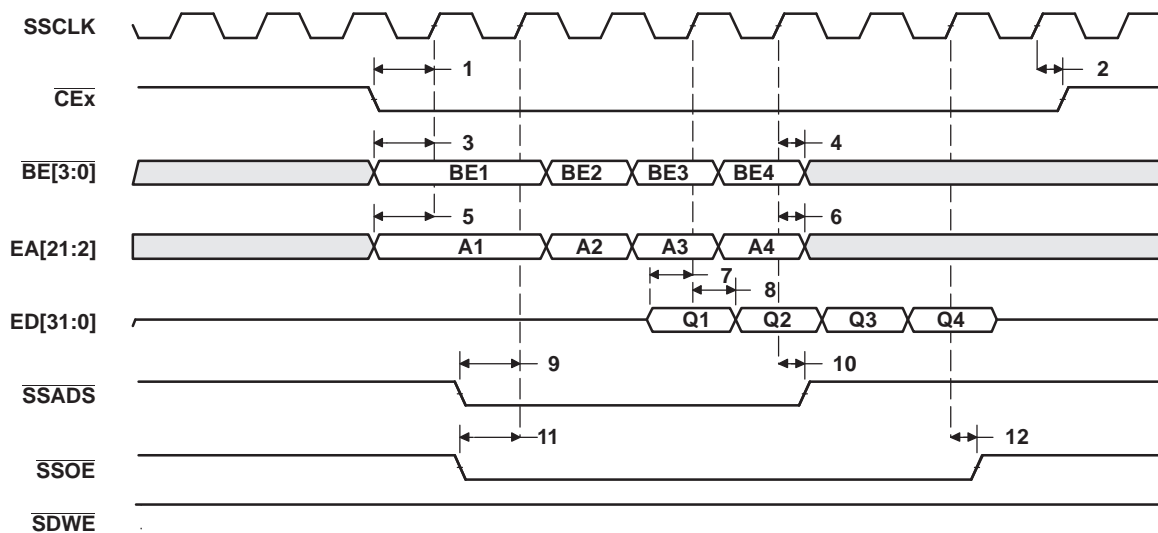 SSCLK
1
2
CEx
3
4
BE[3:0]
BE1
BE2
BE3
BE4
5
6
EA[21:2]
A1
A2
A3
A4
7
8
ED[31:0]
Q1
Q2
Q3
Q4
9
10
SSADS
11
12
SSOE
SDWE